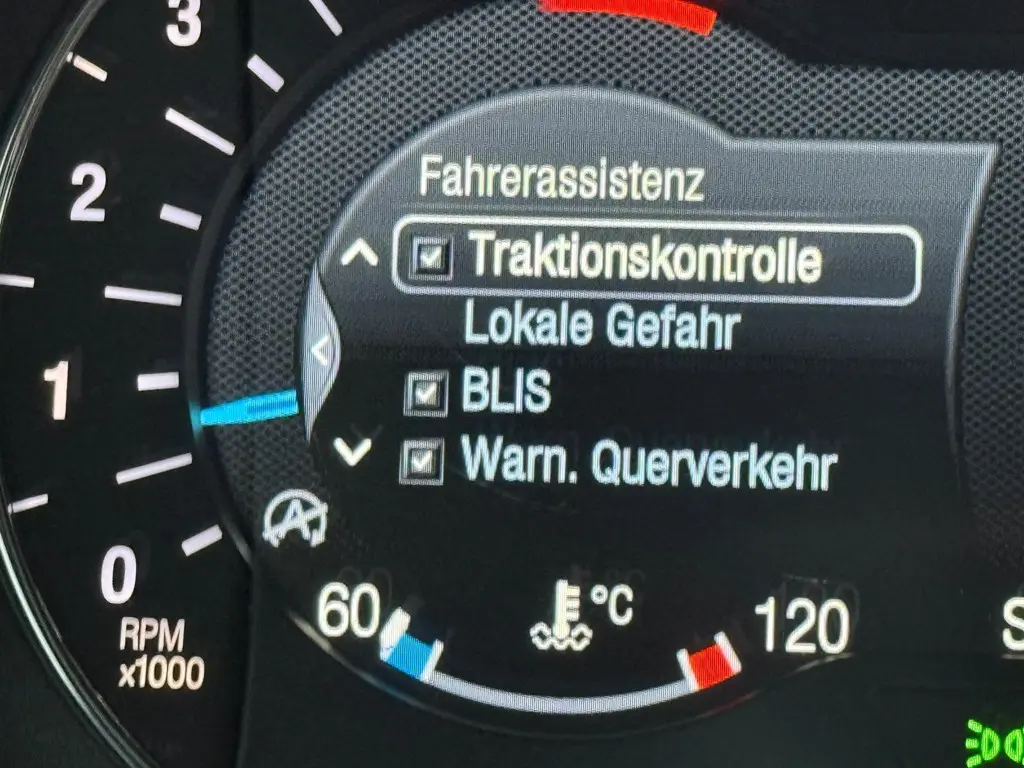 3
2
1
0
RPM
x1000
Fahrerassistenz
Traktionskontrolle
Lokale Gefahr
BLIS
Warn. Querverkehr
A
60 °C 120
S